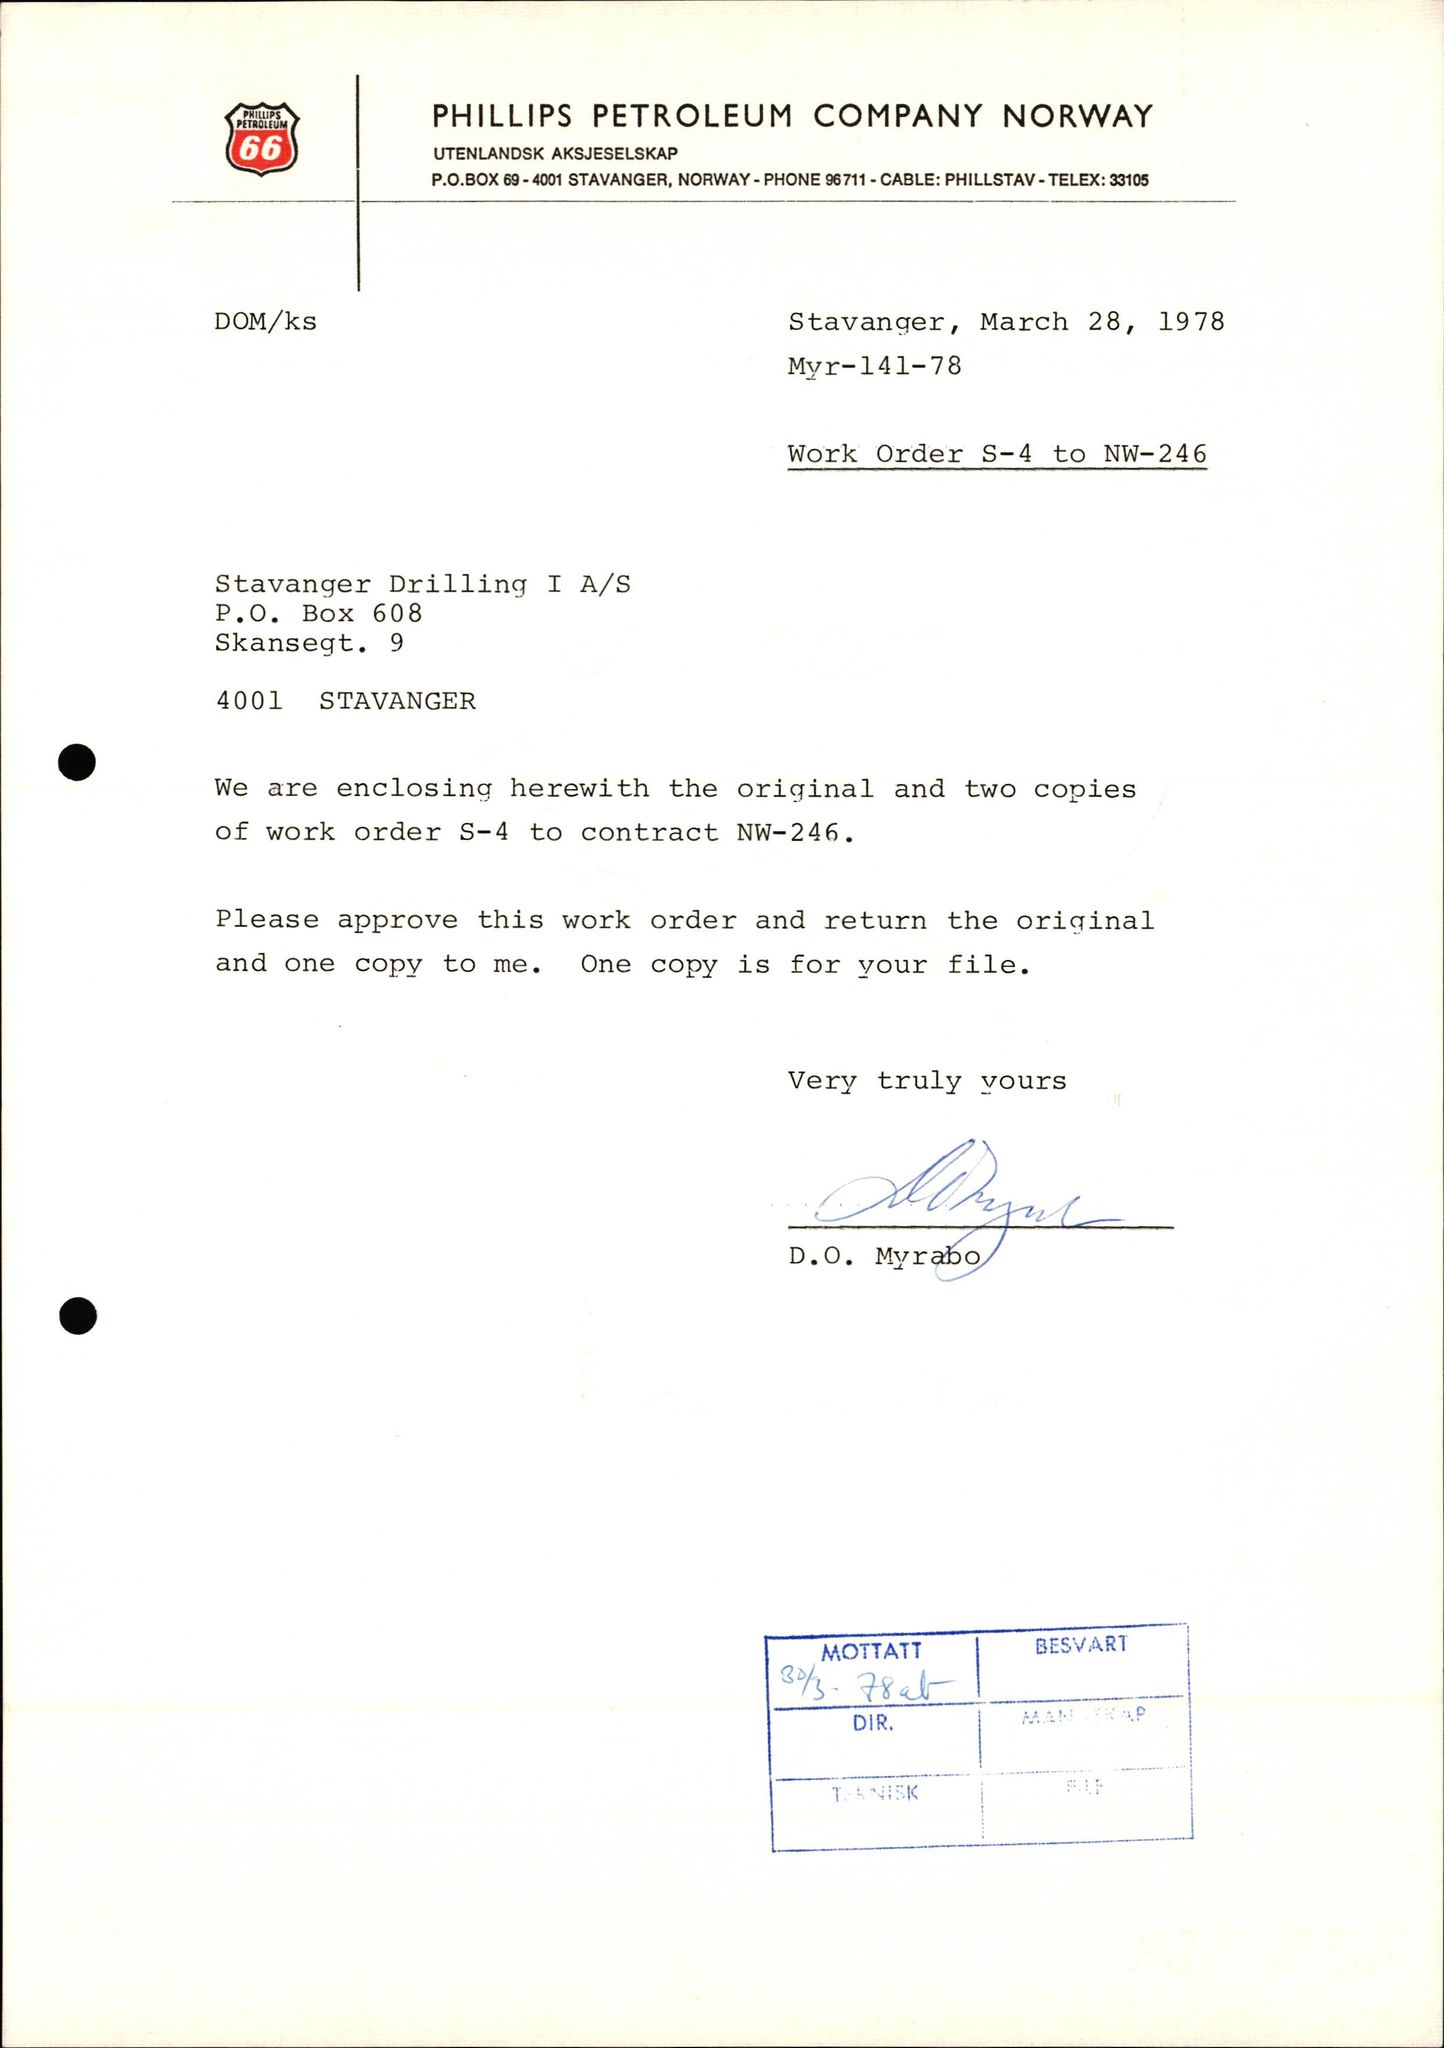 PHILLIPS
PETROLEUM
66
PHILLIPS PETROLEUM COMPANY NORWAY
UTENLANDSK AKSJESELSKAP
P.O.BOX 69 - 4001 STAVANGER, NORWAY - PHONE 96711 - CABLE: PHILLSTAV - TELEX: 33105
DOM/ks
Stavanger, March 28, 1978
Myr-141-78
Work Order S-4 to NW-246
Stavanger Drilling I A/S
P.O. Box 608
Skansegt. 9
4001  STAVANGER
We are enclosing herewith the original and two copies
of work order S-4 to contract NW-246.
Please approve this work order and return the original
and one copy to me.  One copy is for your file.
Very truly yours
D.O. Myrabo
MOTTATT
BESVART
30/3- 78
DIR.
MANNSKAP
TEKNISK